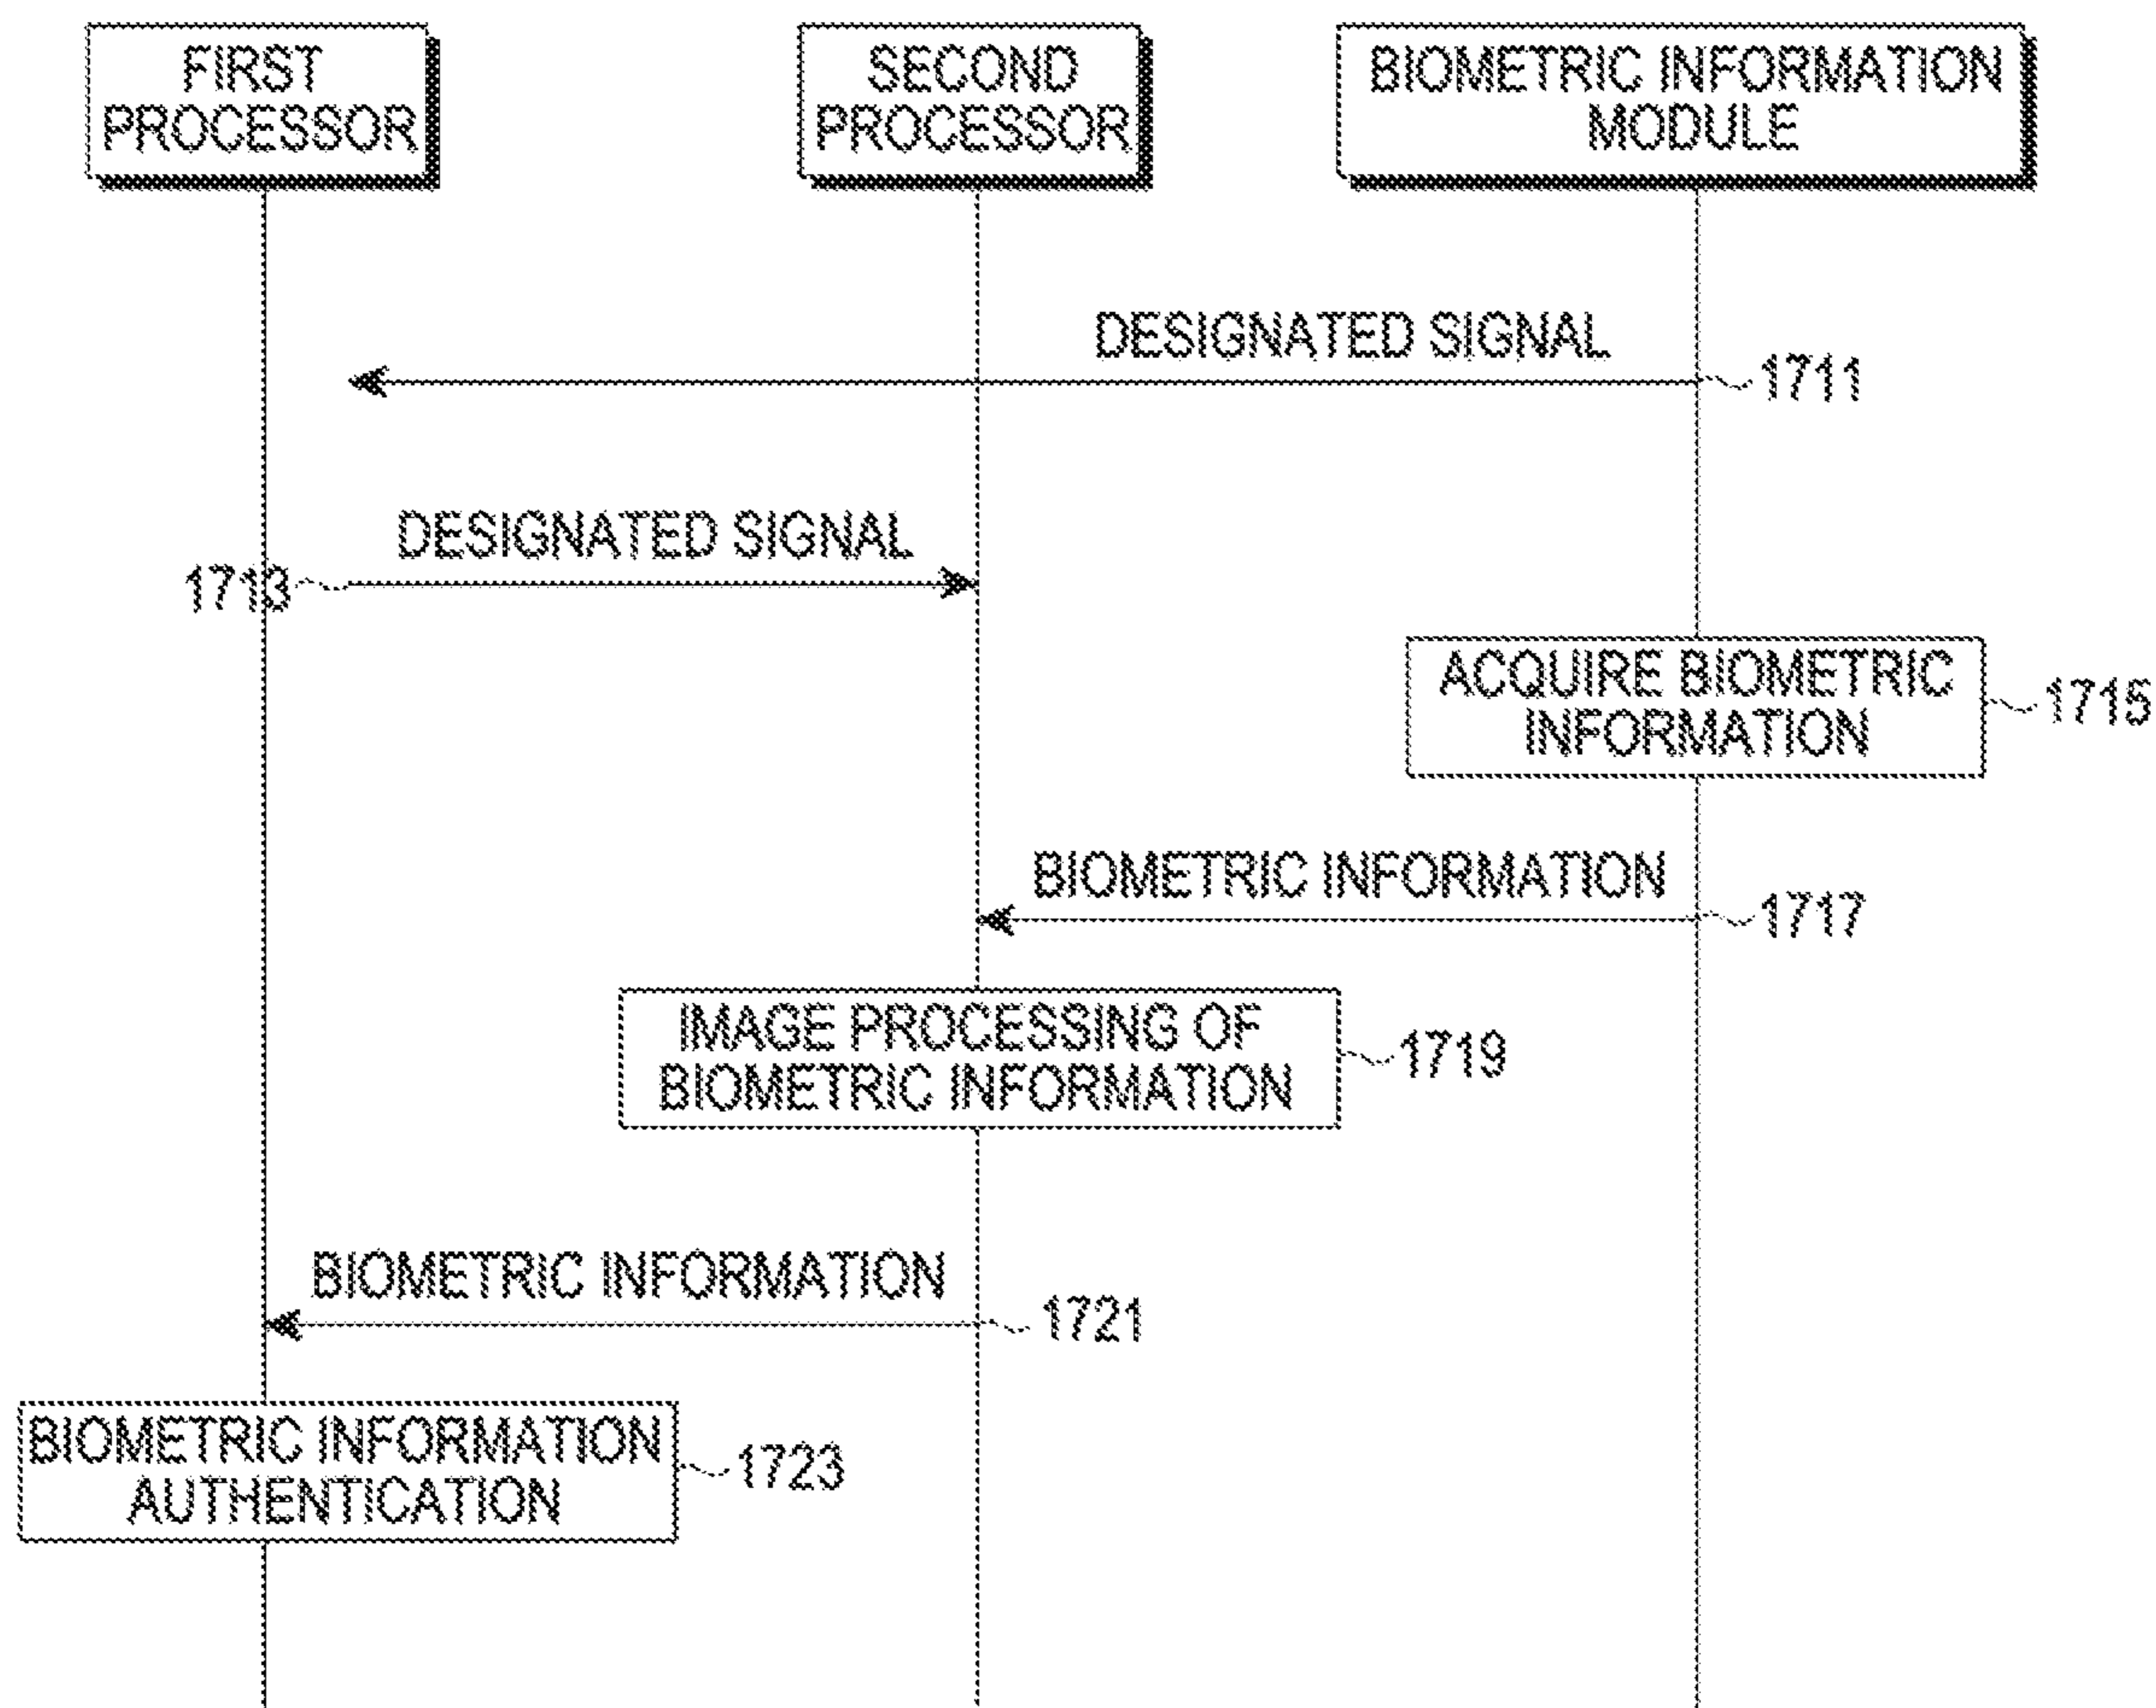 FIRST
PROCESSOR
SECOND
PROCESSOR
BIOMETRIC INFORMATION
MODULE
DESIGNATED SIGNAL
1711
DESIGNATED SIGNAL
1713
ACQUIRE BIOMETRIC
INFORMATION
1715
BIOMETRIC INFORMATION
1717
IMAGE PROCESSING OF
BIOMETRIC INFORMATION
1719
BIOMETRIC INFORMATION
1721
BIOMETRIC INFORMATION
AUTHENTICATION
1723